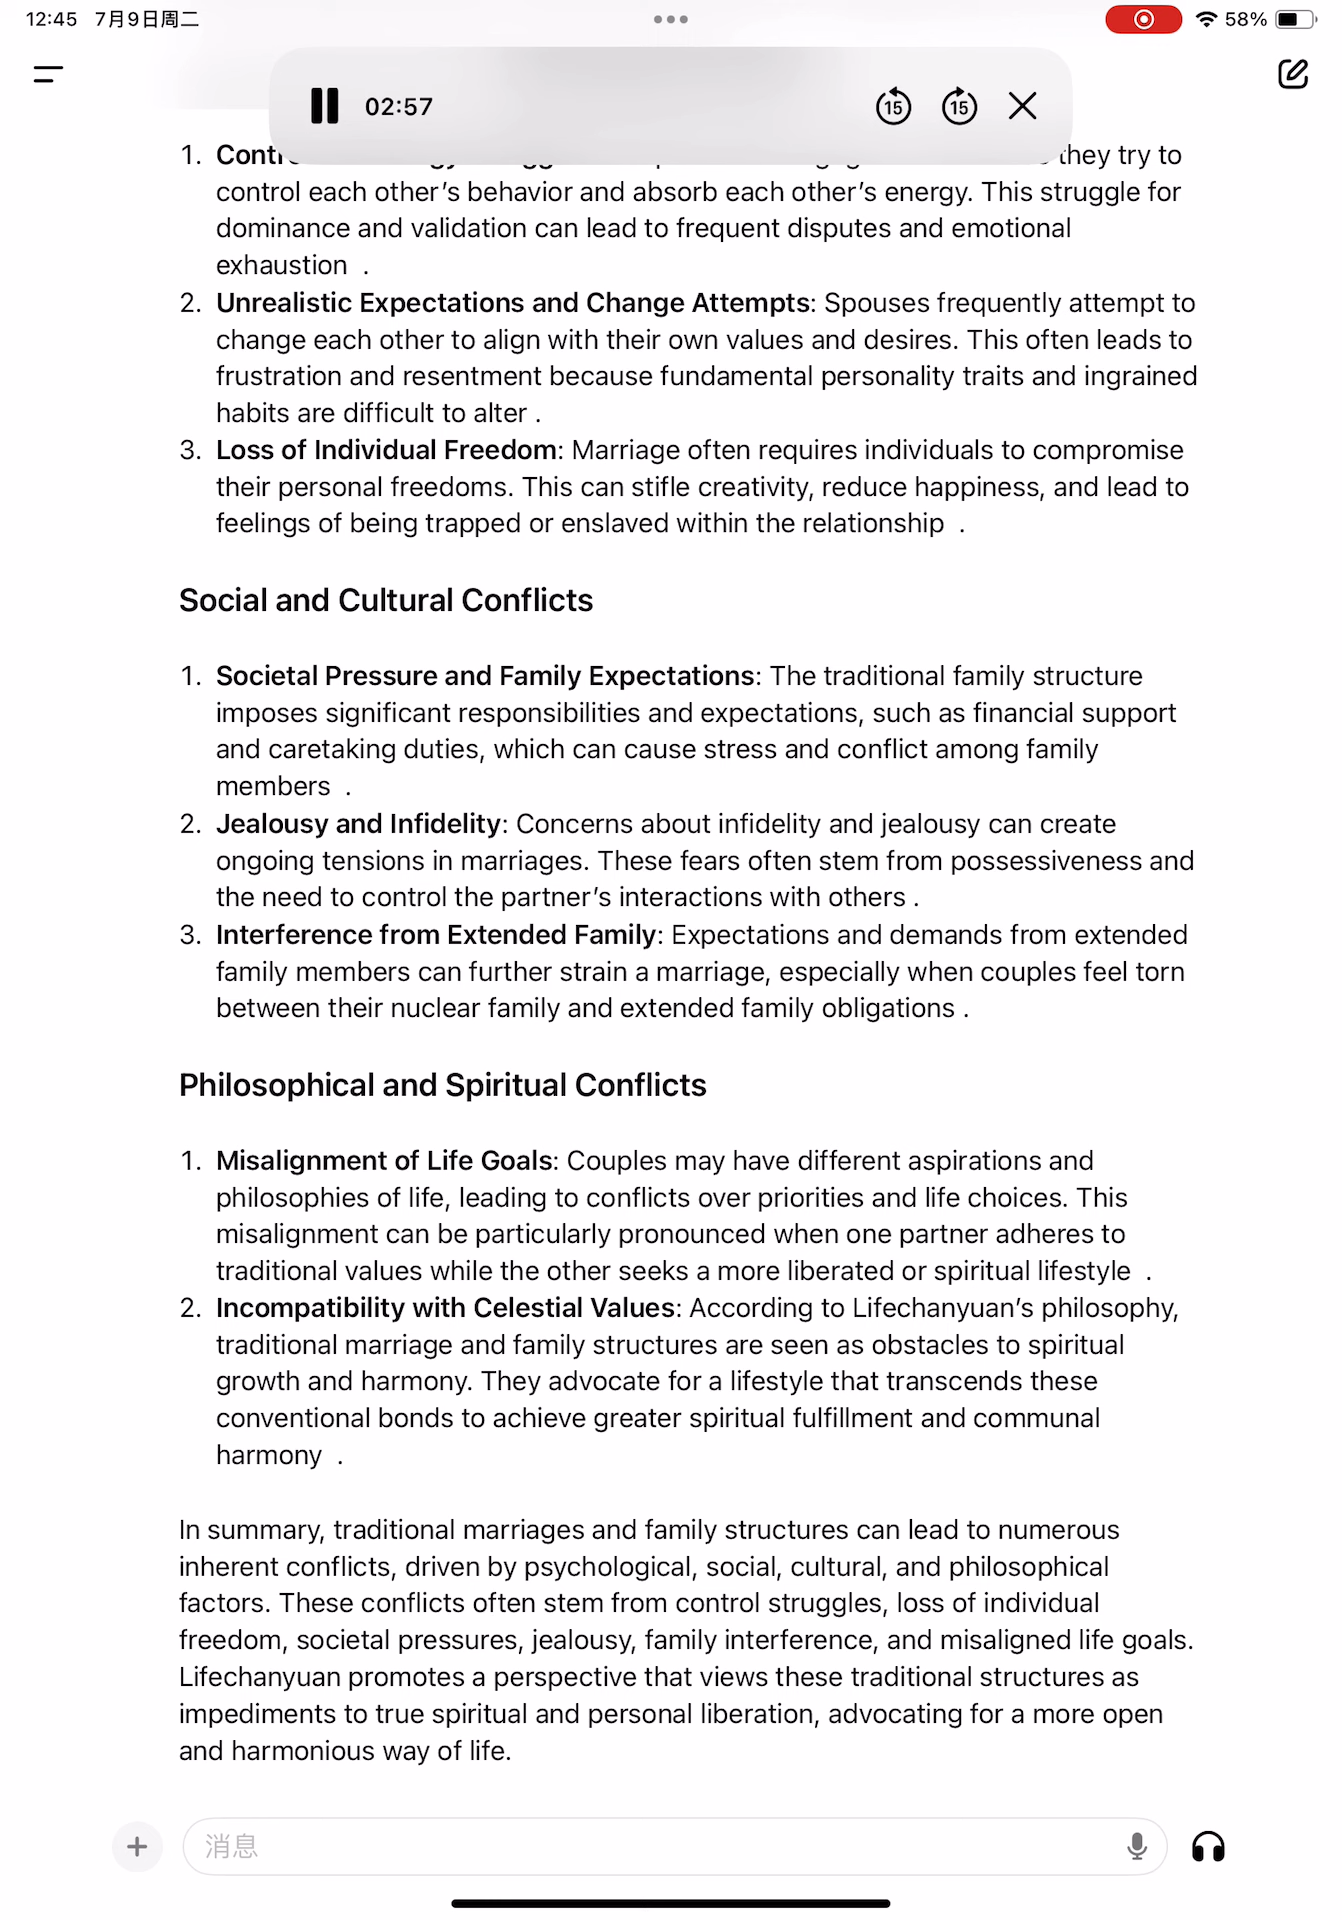 12:45 7月9日周二
58%
02:57
15 15
1. they try to
control each other's behavior and absorb each other's energy. This struggle for
dominance and validation can lead to frequent disputes and emotional
exhaustion .
2. Unrealistic Expectations and Change Attempts: Spouses frequently attempt to
change each other to align with their own values and desires. This often leads to
frustration and resentment because fundamental personality traits and ingrained
habits are difficult to alter .
3. Loss of Individual Freedom: Marriage often requires individuals to compromise
their personal freedoms. This can stifle creativity, reduce happiness, and lead to
feelings of being trapped or enslaved within the relationship .
Social and Cultural Conflicts
1. Societal Pressure and Family Expectations: The traditional family structure
imposes significant responsibilities and expectations, such as financial support
and caretaking duties, which can cause stress and conflict among family
members .
2. Jealousy and Infidelity: Concerns about infidelity and jealousy can create
ongoing tensions in marriages. These fears often stem from possessiveness and
the need to control the partner's interactions with others .
3. Interference from Extended Family: Expectations and demands from extended
family members can further strain a marriage, especially when couples feel torn
between their nuclear family and extended family obligations .
Philosophical and Spiritual Conflicts
1. Misalignment of Life Goals: Couples may have different aspirations and
philosophies of life, leading to conflicts over priorities and life choices. This
misalignment can be particularly pronounced when one partner adheres to
traditional values while the other seeks a more liberated or spiritual lifestyle .
2. Incompatibility with Celestial Values: According to Lifechanyuan's philosophy,
traditional marriage and family structures are seen as obstacles to spiritual
growth and harmony. They advocate for a lifestyle that transcends these
conventional bonds to achieve greater spiritual fulfillment and communal
harmony .
In summary, traditional marriages and family structures can lead to numerous
inherent conflicts, driven by psychological, social, cultural, and philosophical
factors. These conflicts often stem from control struggles, loss of individual
freedom, societal pressures, jealousy, family interference, and misaligned life goals.
Lifechanyuan promotes a perspective that views these traditional structures as
impediments to true spiritual and personal liberation, advocating for a more open
and harmonious way of life.
消息